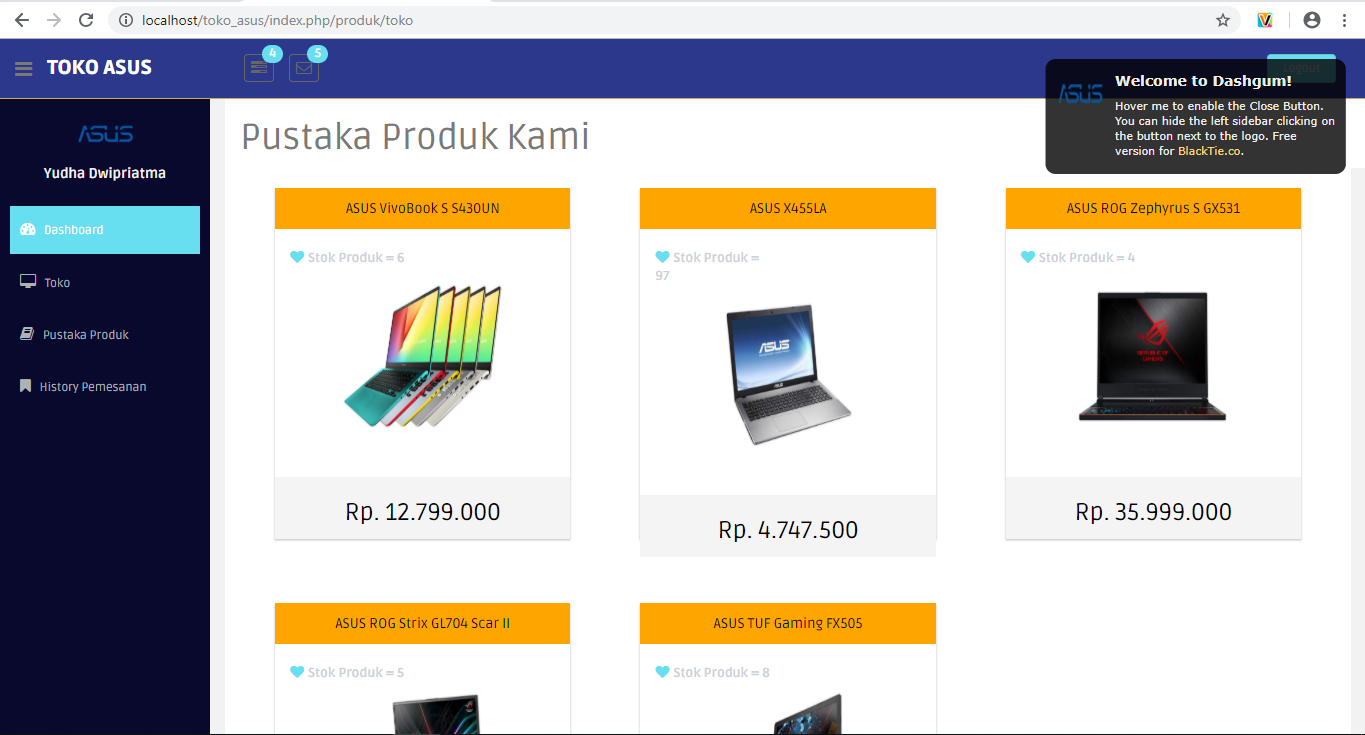 localhost/toko_asus/index.php/produk/toko
TOKO ASUS
4
5
Logout
ASUS
Welcome to Dashgum!
Hover me to enable the Close Button.
You can hide the left sidebar clicking on
the button next to the logo. Free
version for BlackTie.co.
ASUS
Yudha Dwipriatma
Dashboard
Toko
Pustaka Produk
History Pemesanan
Pustaka Produk Kami
ASUS VivoBook S S430UN
Stok Produk = 6
Rp. 12.799.000
ASUS X455LA
Stok Produk =
97
ASUS
Rp. 4.747.500
ASUS ROG Zephyrus S GX531
Stok Produk = 4
REPUBLIC OF
GAMERS
Rp. 35.999.000
ASUS ROG Strix GL704 Scar II
Stok Produk = 5
ASUS TUF Gaming FX505
Stok Produk = 8